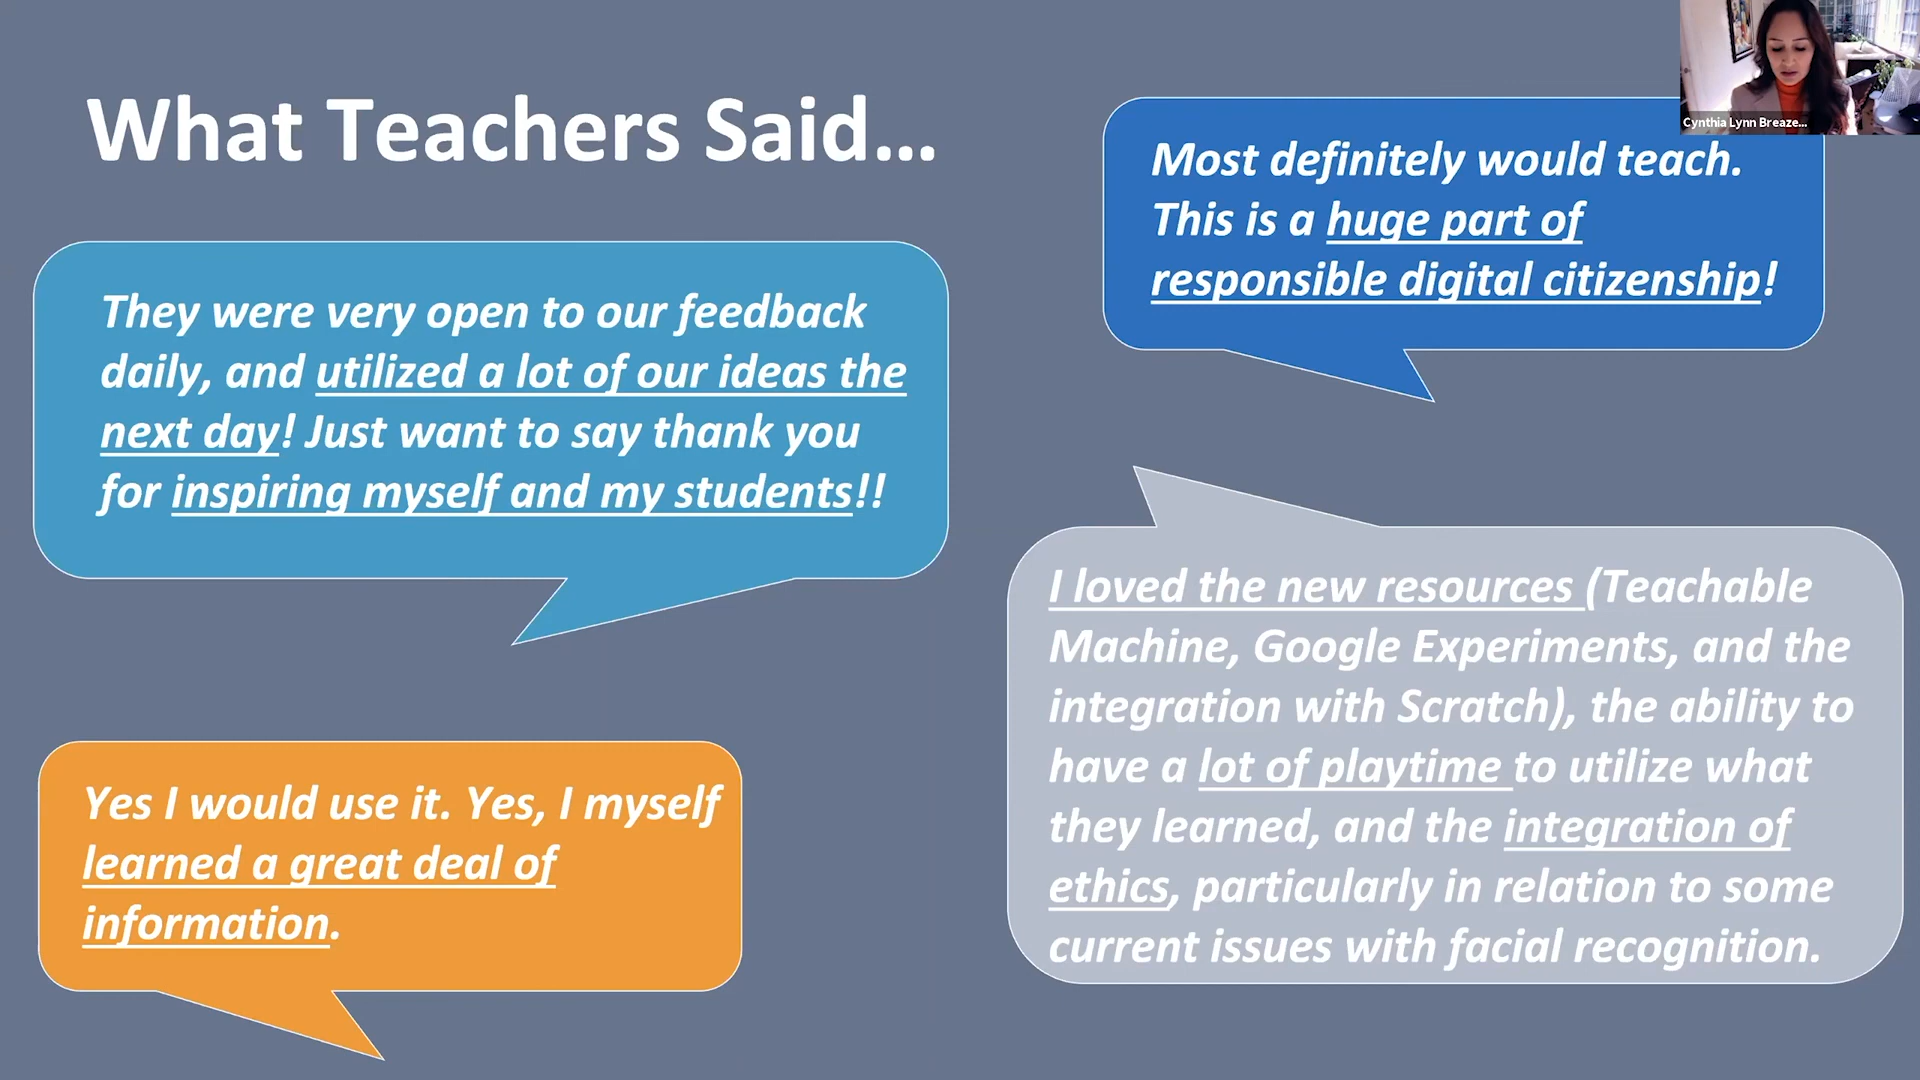 What Teachers Said...
They were very open to our feedback
daily, and utilized a lot of our ideas the
next day! Just want to say thank you
for inspiring myself and my students!!
Yes I would use it. Yes, I myself
learned a great deal of
information.
Cynthia Lynn Breaze...
Most definitely would teach.
This is a huge part of
responsible digital citizenship!
I loved the new resources (Teachable
Machine, Google Experiments, and the
integration with Scratch), the ability to
have a lot of playtime to utilize what
they learned, and the integration of
ethics, particularly in relation to some
current issues with facial recognition.